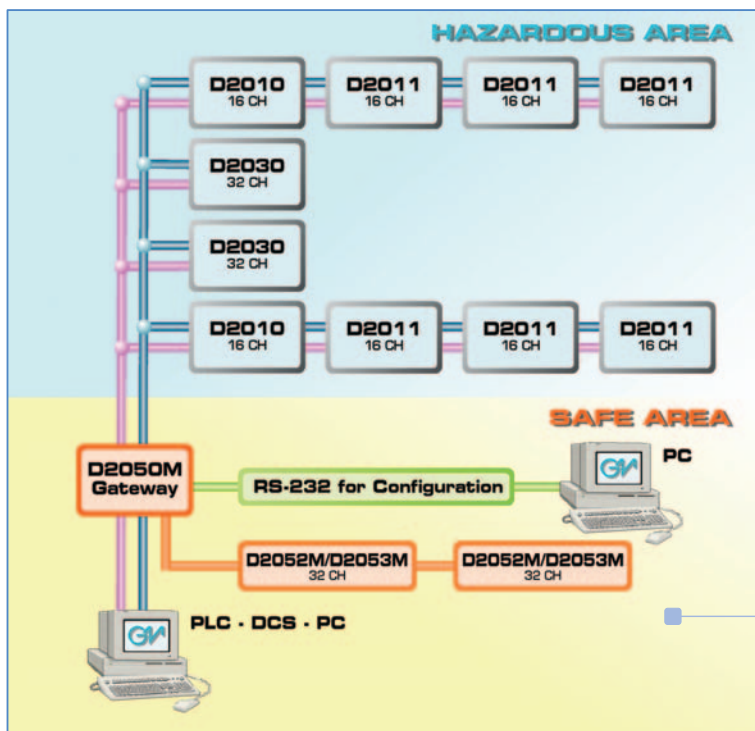 HAZARDOUS AREA
D2010 D2011 D2011 D2011
16 CH 16 CH 16 CH 16 CH
D2030
32 CH
D2030
32 CH
D2010 D2011 D2011 D2011
16 CH 16 CH 16 CH 16 CH
SAFE AREA
D2050M
Gateway
RS-232 for Configuration
PC
D2052M/D2053M D2052M/D2053M
32 CH 32 CH
PLC - DCS - PC